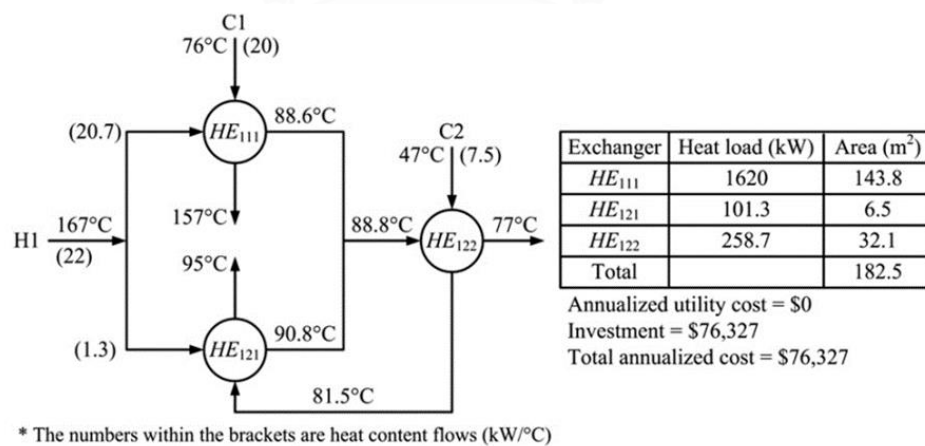 C1
76°C (20)
(20.7)
HE111
88.6°C
C2
47°C (7.5)
H1
167°C
(22)
157°C
95°C
88.8°C
HE122
77°C
(1.3)
HE121
90.8°C
81.5°C
Exchanger Heat load (kW) Area (m²)
HE111 1620 143.8
HE121 101.3 6.5
HE122 258.7 32.1
Total 182.5
Annualized utility cost = $0
Investment = $76,327
Total annualized cost = $76,327
* The numbers within the brackets are heat content flows (kW/°C)